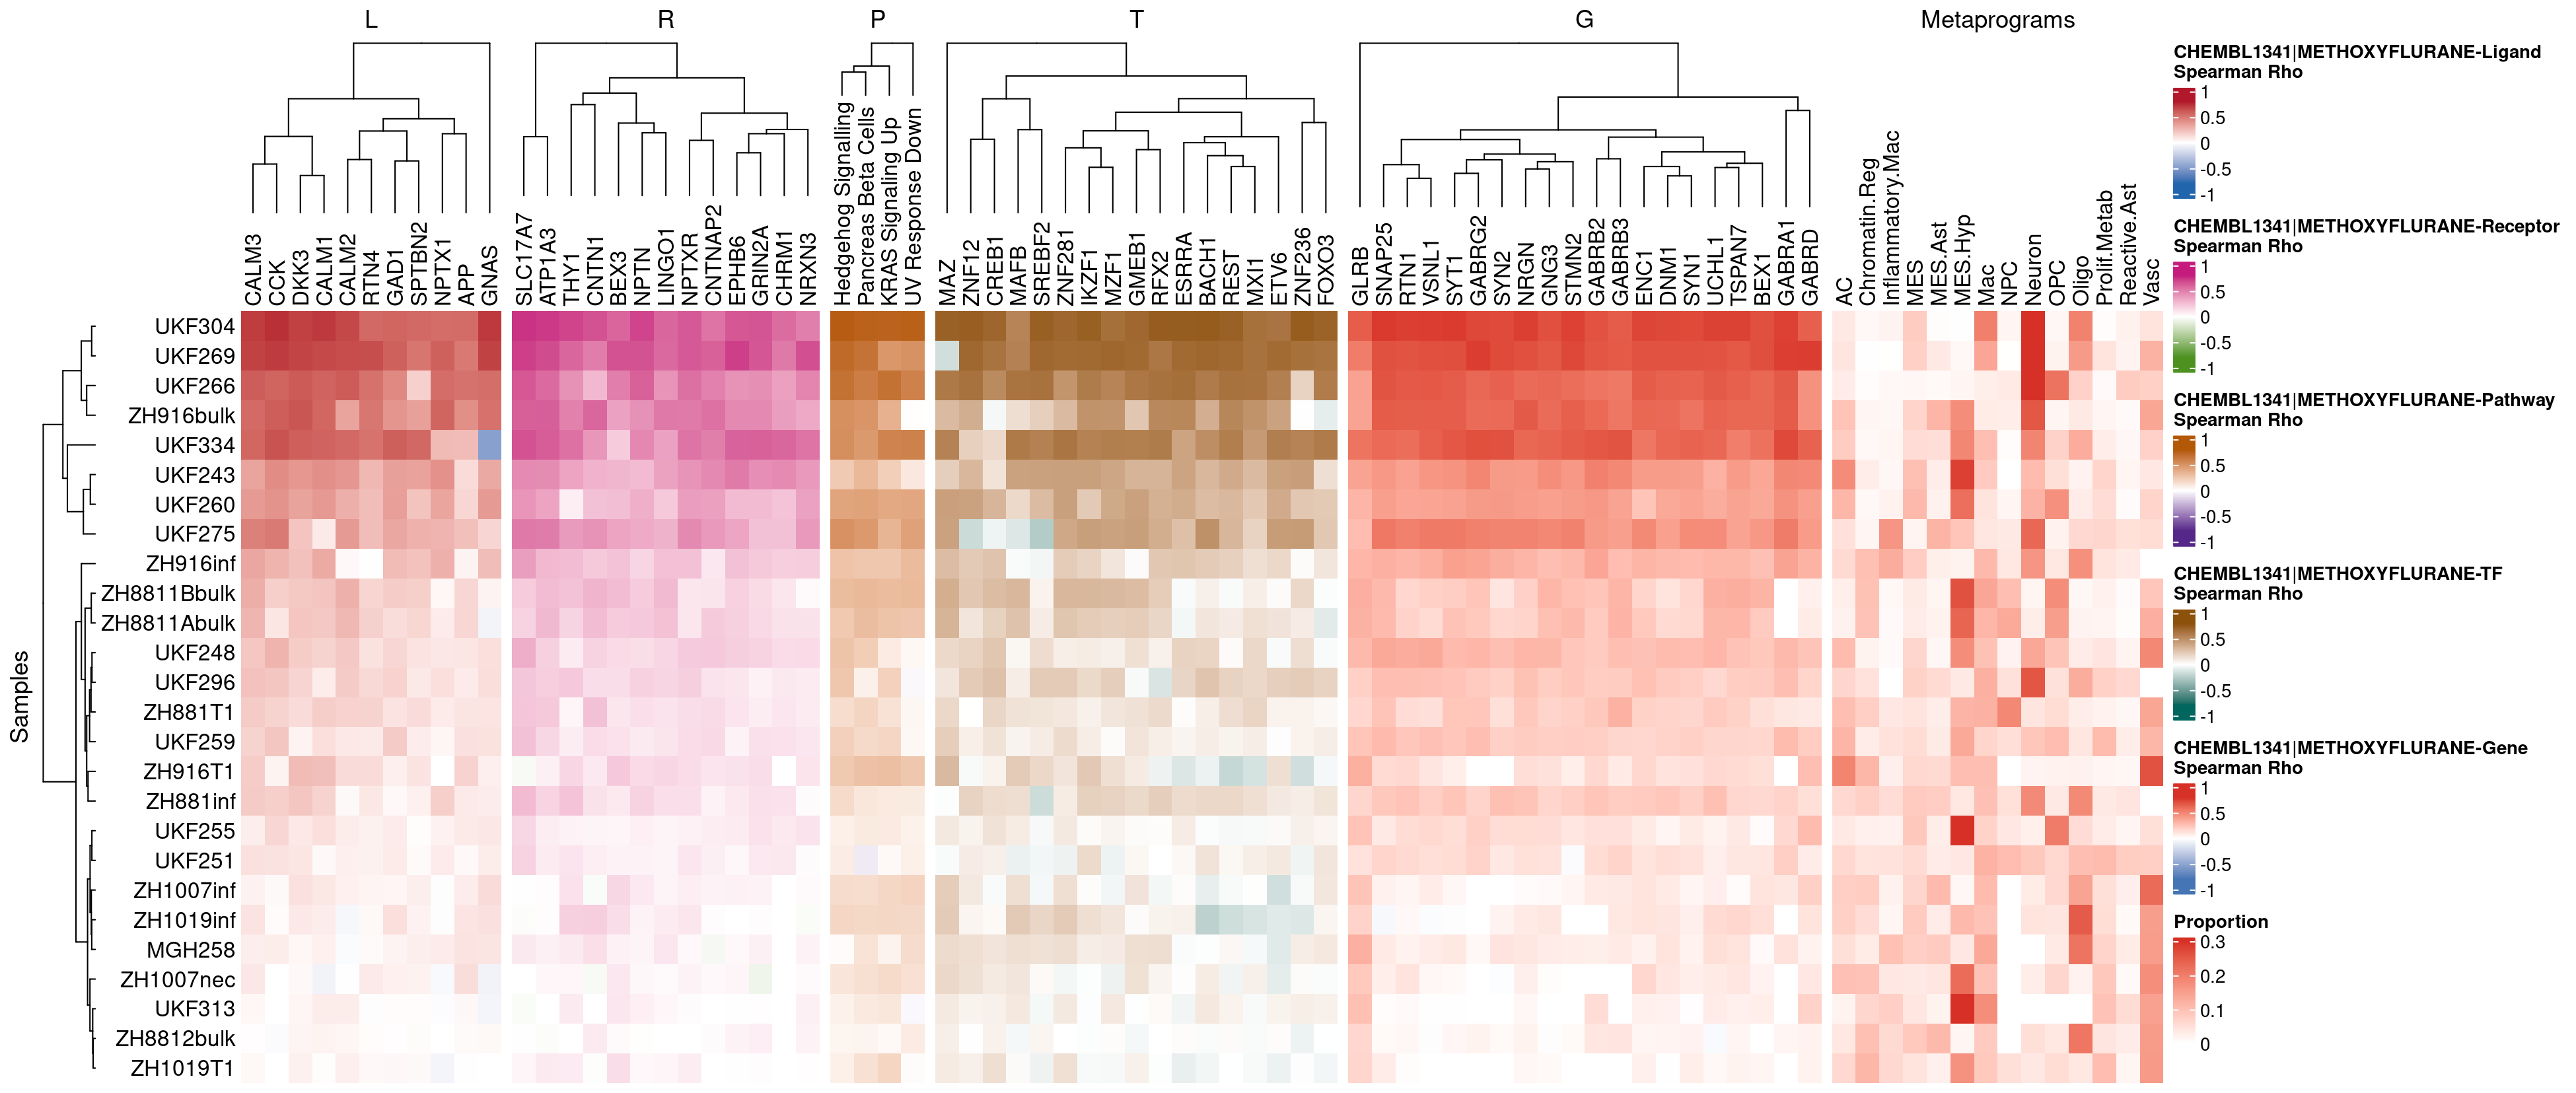 L R P T G Metaprograms
Hedgehog Signalling
Pancreas Beta Cells
KRAS Signaling Up
UV Response Down
CALM3
CCK
DKK3
CALM1
CALM2
RTN4
GAD1
SPTBN2
NPTX1
APP
GNAS
SLC17A7
ATP1A3
THY1
CNTN1
BEX3
NPTN
LINGO1
NPTXR
CNTNAP2
EPHB6
GRIN2A
CHRM1
NRXN3
MAZ
ZNF12
CREB1
MAFB
SREBF2
ZNF281
IKZF1
MZF1
GMEB1
RFX2
ESRRA
BACH1
REST
MXI1
ETV6
ZNF236
FOXO3
GLRB
SNAP25
RTN1
VSNL1
SYT1
GABRG2
SYN2
NRGN
GNG3
STMN2
GABRB2
GABRB3
ENC1
DNM1
SYN1
UCHL1
TSPAN7
BEX1
GABRA1
GABRD
AC
Chromatin.Reg
Inflammatory.Mac
MES
MES.Ast
MES.Hyp
Mac
NPC
Neuron
OPC
Oligo
Prolif.Metab
Reactive.Ast
Vasc
Samples
UKF304
UKF269
UKF266
ZH916bulk
UKF334
UKF243
UKF260
UKF275
ZH916inf
ZH8811Bbulk
ZH8811Abulk
UKF248
UKF296
ZH881T1
UKF259
ZH916T1
ZH881inf
UKF255
UKF251
ZH1007inf
ZH1019inf
MGH258
ZH1007nec
UKF313
ZH8812bulk
ZH1019T1
CHEMBL1341|METHOXYFLURANE-Ligand
Spearman Rho
1
0.5
0
-0.5
-1
CHEMBL1341|METHOXYFLURANE-Receptor
Spearman Rho
1
0.5
0
-0.5
-1
CHEMBL1341|METHOXYFLURANE-Pathway
Spearman Rho
1
0.5
0
-0.5
-1
CHEMBL1341|METHOXYFLURANE-TF
Spearman Rho
1
0.5
0
-0.5
-1
CHEMBL1341|METHOXYFLURANE-Gene
Spearman Rho
1
0.5
0
-0.5
-1
Proportion
0.3
0.2
0.1
0